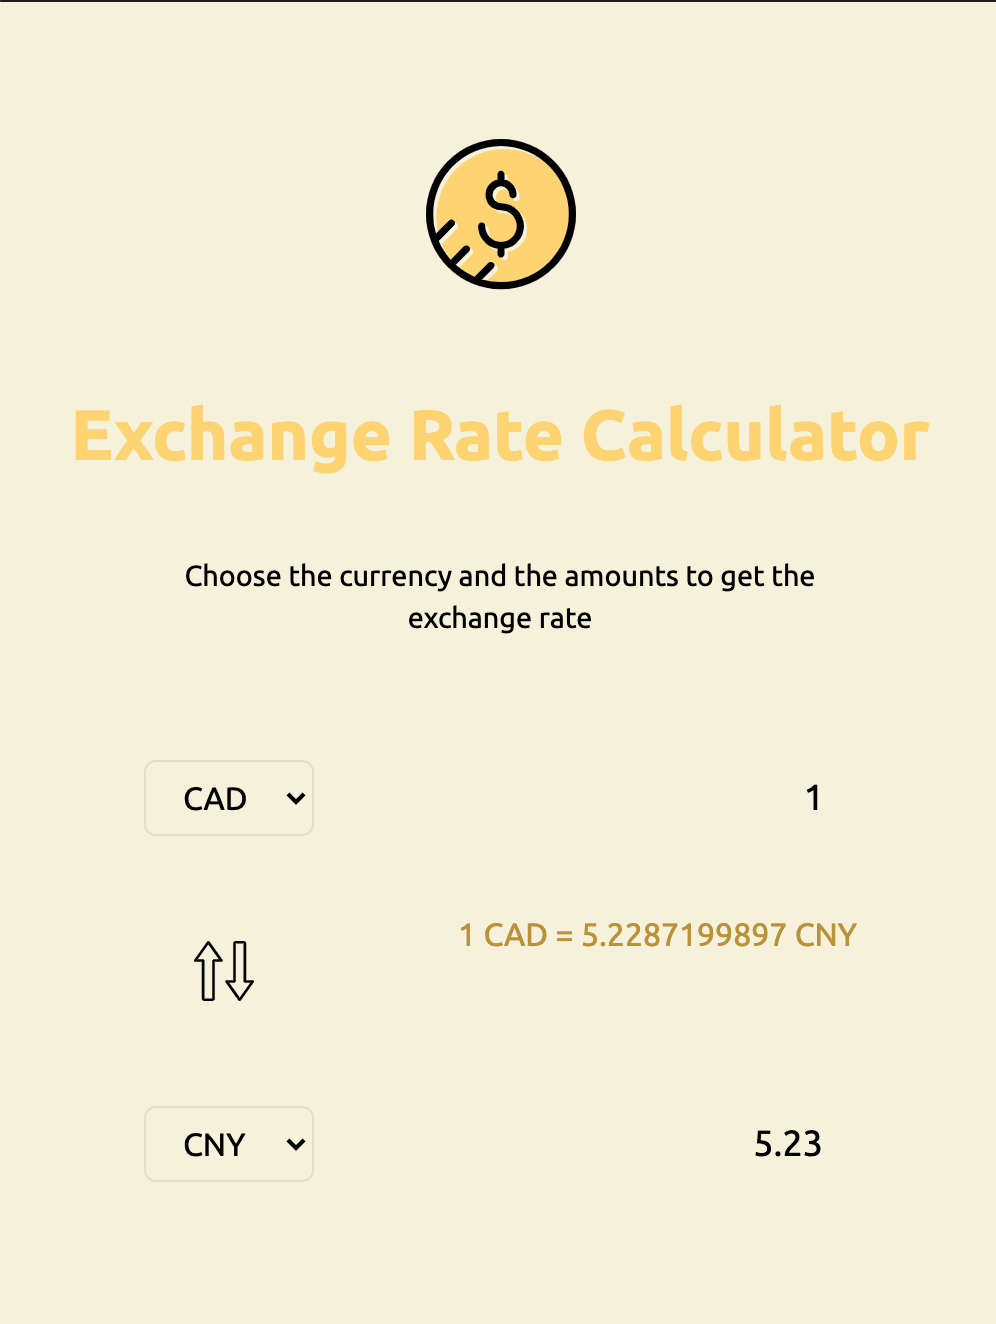 $
Exchange Rate Calculator
Choose the currency and the amounts to get the
exchange rate
CAD
1
1 CAD = 5.2287199897 CNY
CNY
5.23